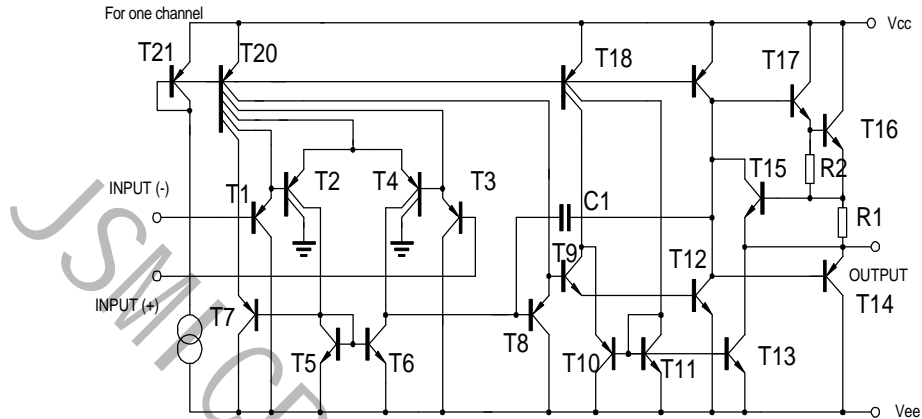 For one channel
Vcc
T21
T20
T18
T17
T16
T15
R2
T1
T2
T4
T3
INPUT (-)
C1
R1
T9
T12
OUTPUT
INPUT (+)
T7
T14
T8
T5
T6
T10
T11
T13
Vee
JSMICD